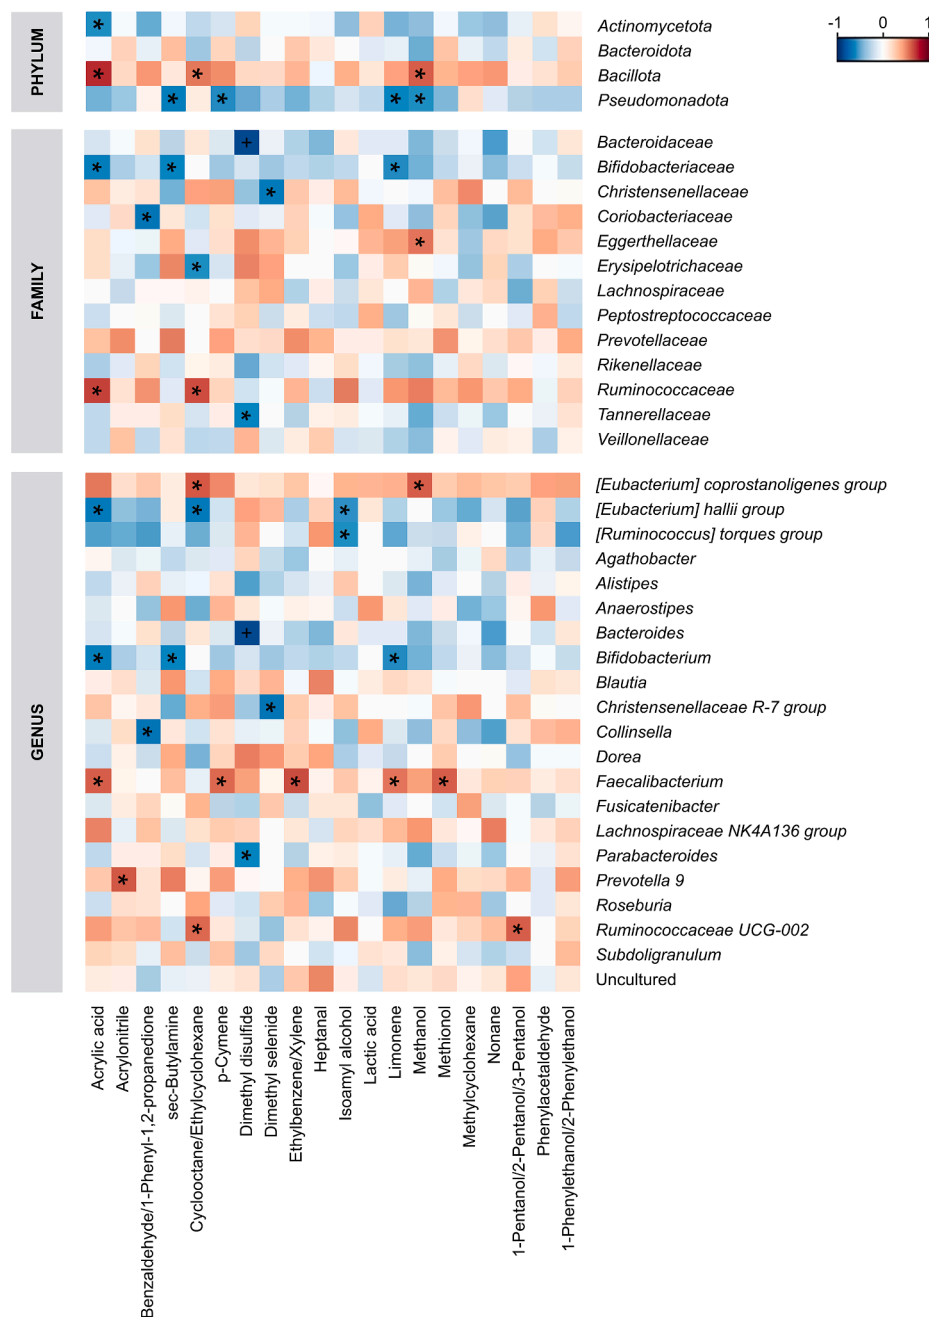 -1 0 1
PHYLUM
Actinomycetota
Bacteroidota
Bacillota
Pseudomonadota
FAMILY
Bacteroidaceae
Bifidobacteriaceae
Christensenellaceae
Coriobacteriaceae
Eggerthellaceae
Erysipelotrichaceae
Lachnospiraceae
Peptostreptococcaceae
Prevotellaceae
Rikenellaceae
Ruminococcaceae
Tannerellaceae
Veillonellaceae
GENUS
[Eubacterium] coprostanoligenes group
[Eubacterium] hallii group
[Ruminococcus] torques group
Agathobacter
Alistipes
Anaerostipes
Bacteroides
Bifidobacterium
Blautia
Christensenellaceae R-7 group
Collinsella
Dorea
Faecalibacterium
Fusicatenibacter
Lachnospiraceae NK4A136 group
Parabacteroides
Prevotella 9
Roseburia
Ruminococcaceae UCG-002
Subdoligranulum
Uncultured
Acrylic acid
Acrylonitrile
Benzaldehyde/1-Phenyl-1,2-propanedione
sec-Butylamine
Cyclooctane/Ethylcyclohexane
p-Cymene
Dimethyl disulfide
Dimethyl selenide
Ethylbenzene/Xylene
Heptanal
Isoamyl alcohol
Lactic acid
Limonene
Methanol
Methionol
Methylcyclohexane
Nonane
1-Pentanol/2-Pentanol/3-Pentanol
Phenylacetaldehyde
1-Phenylethanol/2-Phenylethanol